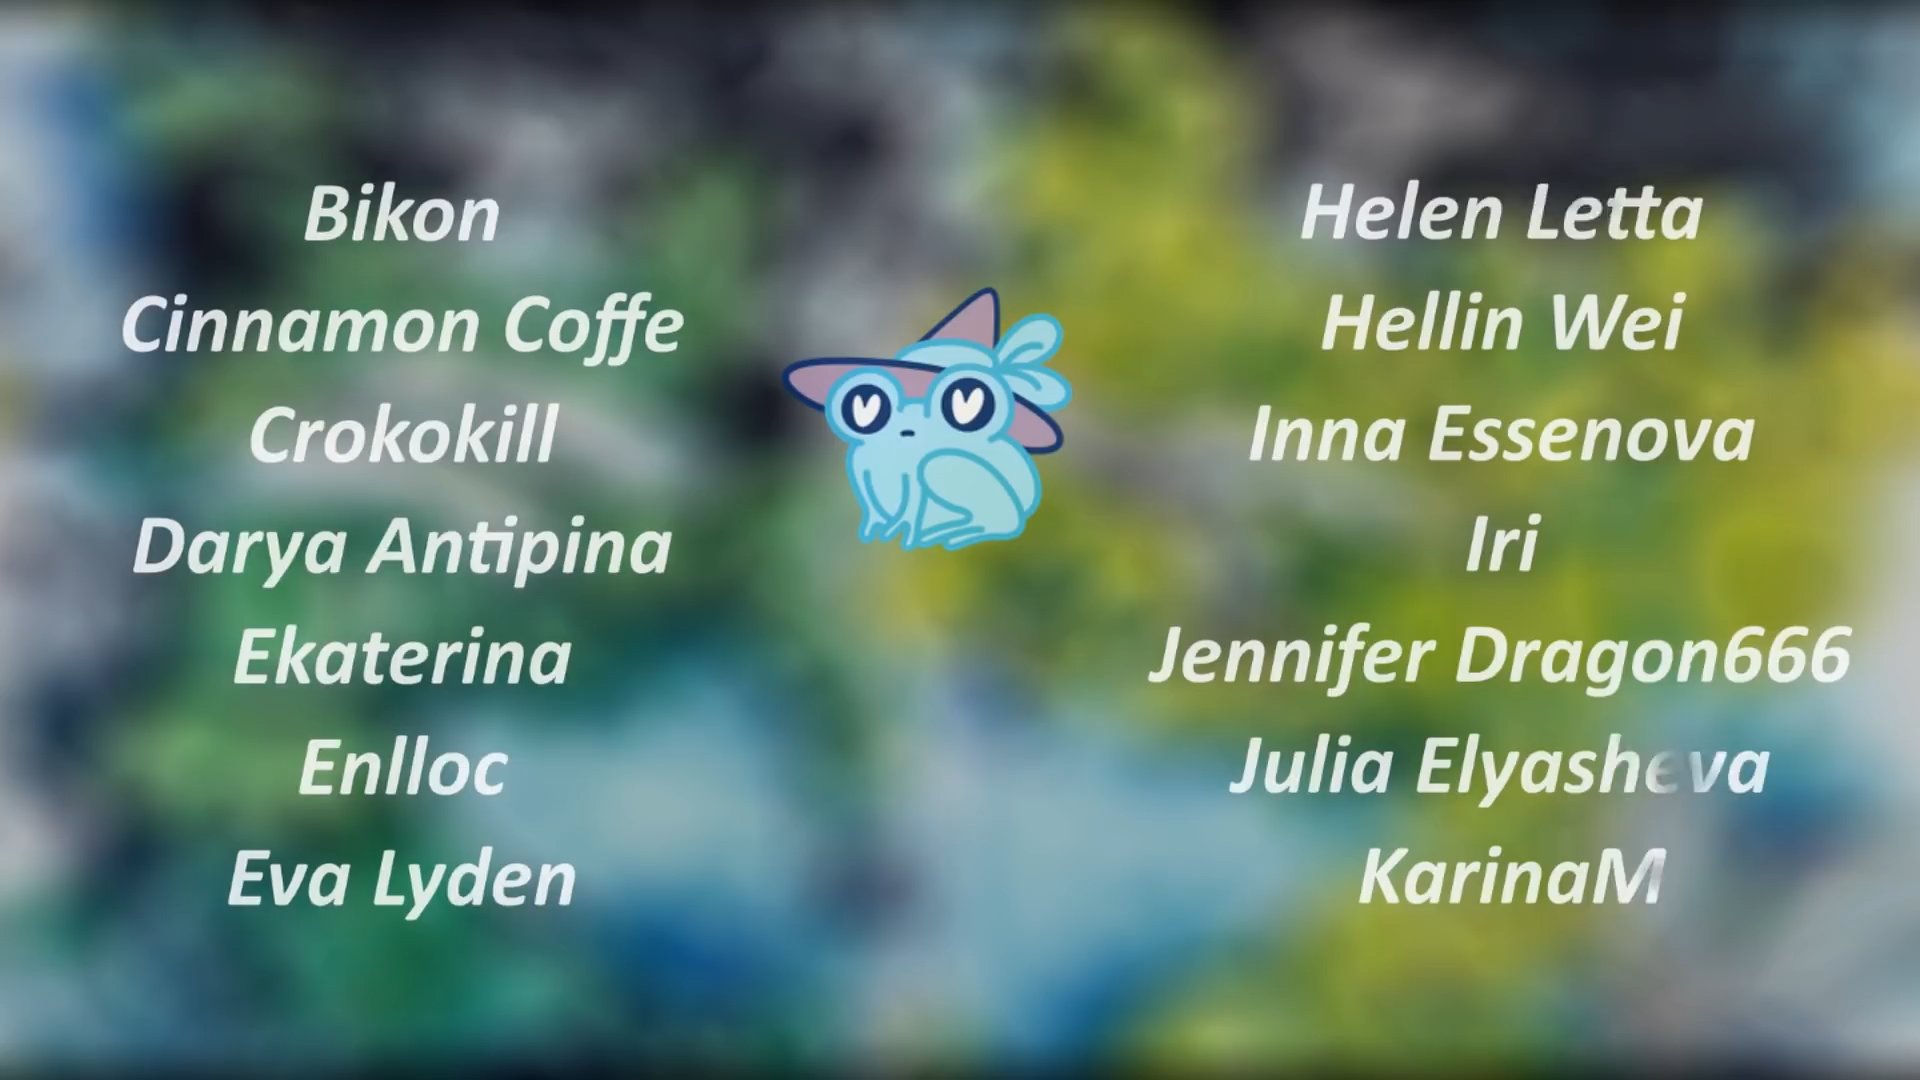 Bikon
Cinnamon Coffe
Crokokill
Darya Antipina
Ekaterina
Enlloc
Eva Lyden
Helen Letta
Hellin Wei
Inna Essenova
Iri
Jennifer Dragon666
Julia Elyasheva
KarinaM